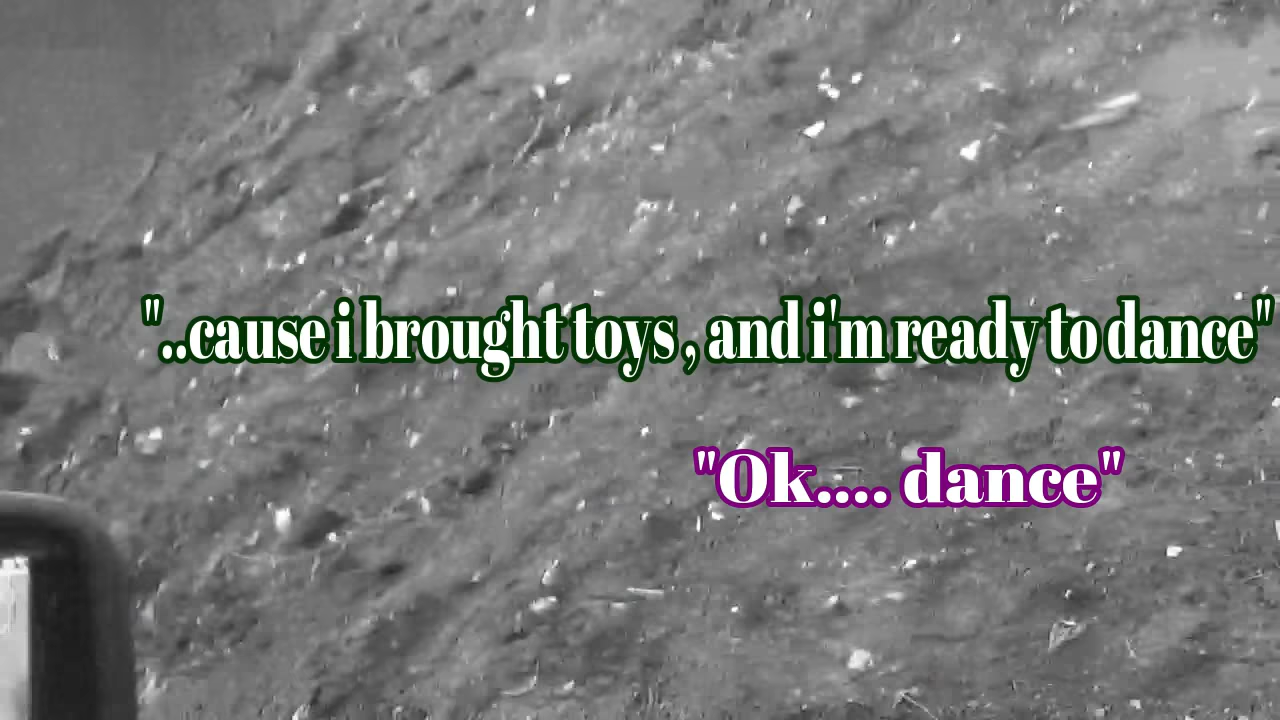 "..cause i brought toys , and i'm ready to dance"
"Ok.... dance"